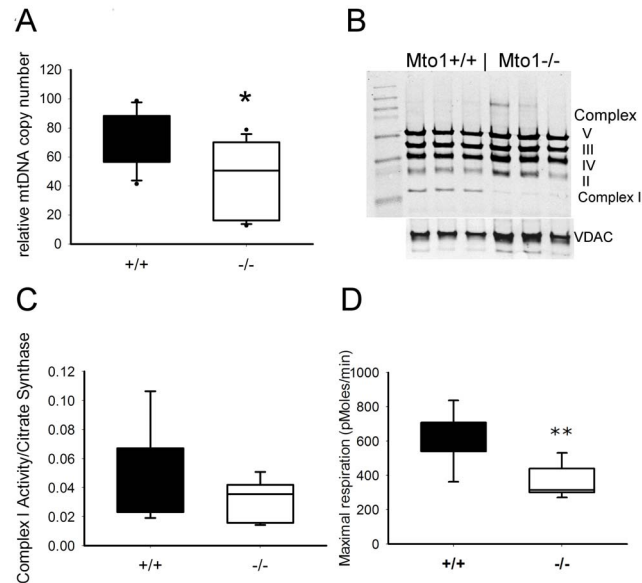 A
relative mtDNA copy number
120
100
80
60
40
20
0
*
+/+
-/-
B
Mto1+/+ | Mto1-/-
Complex
V
III
IV
II
Complex I
VDAC
C
Complex I Activity/Citrate Synthase
0.12
0.10
0.08
0.06
0.04
0.02
0.00
+/+
-/-
D
Maximal respiration (pMoles/min)
1000
800
600
400
200
0
**
+/+
-/-